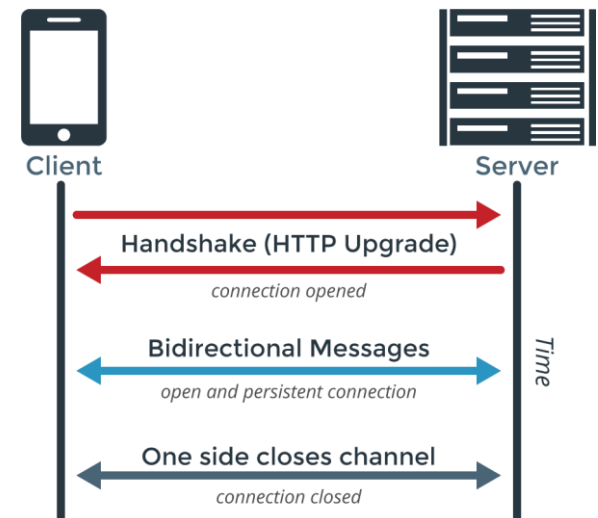 Client
Server
Handshake (HTTP Upgrade)
connection opened
Bidirectional Messages
Time
open and persistent connection
One side closes channel
connection closed